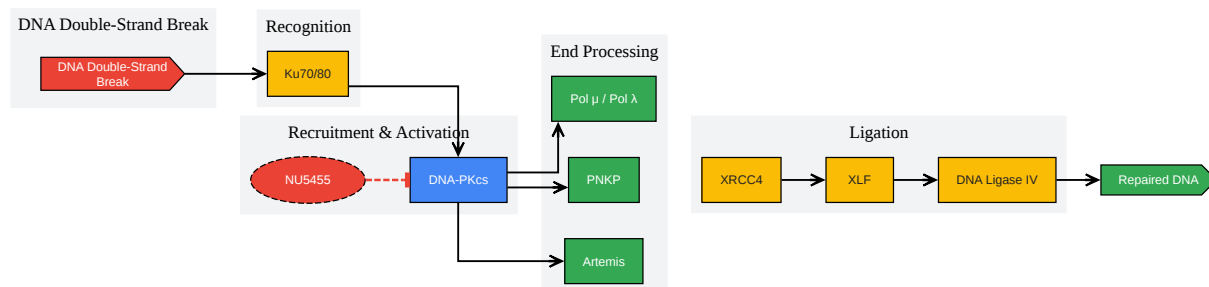 DNA Double-Strand Break
DNA Double-Strand
Break
Recognition
Ku70/80
Recruitment & Activation
NU5455
DNA-PKcs
End Processing
Pol μ / Pol λ
PNKP
Artemis
Ligation
XRCC4
XLF
DNA Ligase IV
Repaired DNA